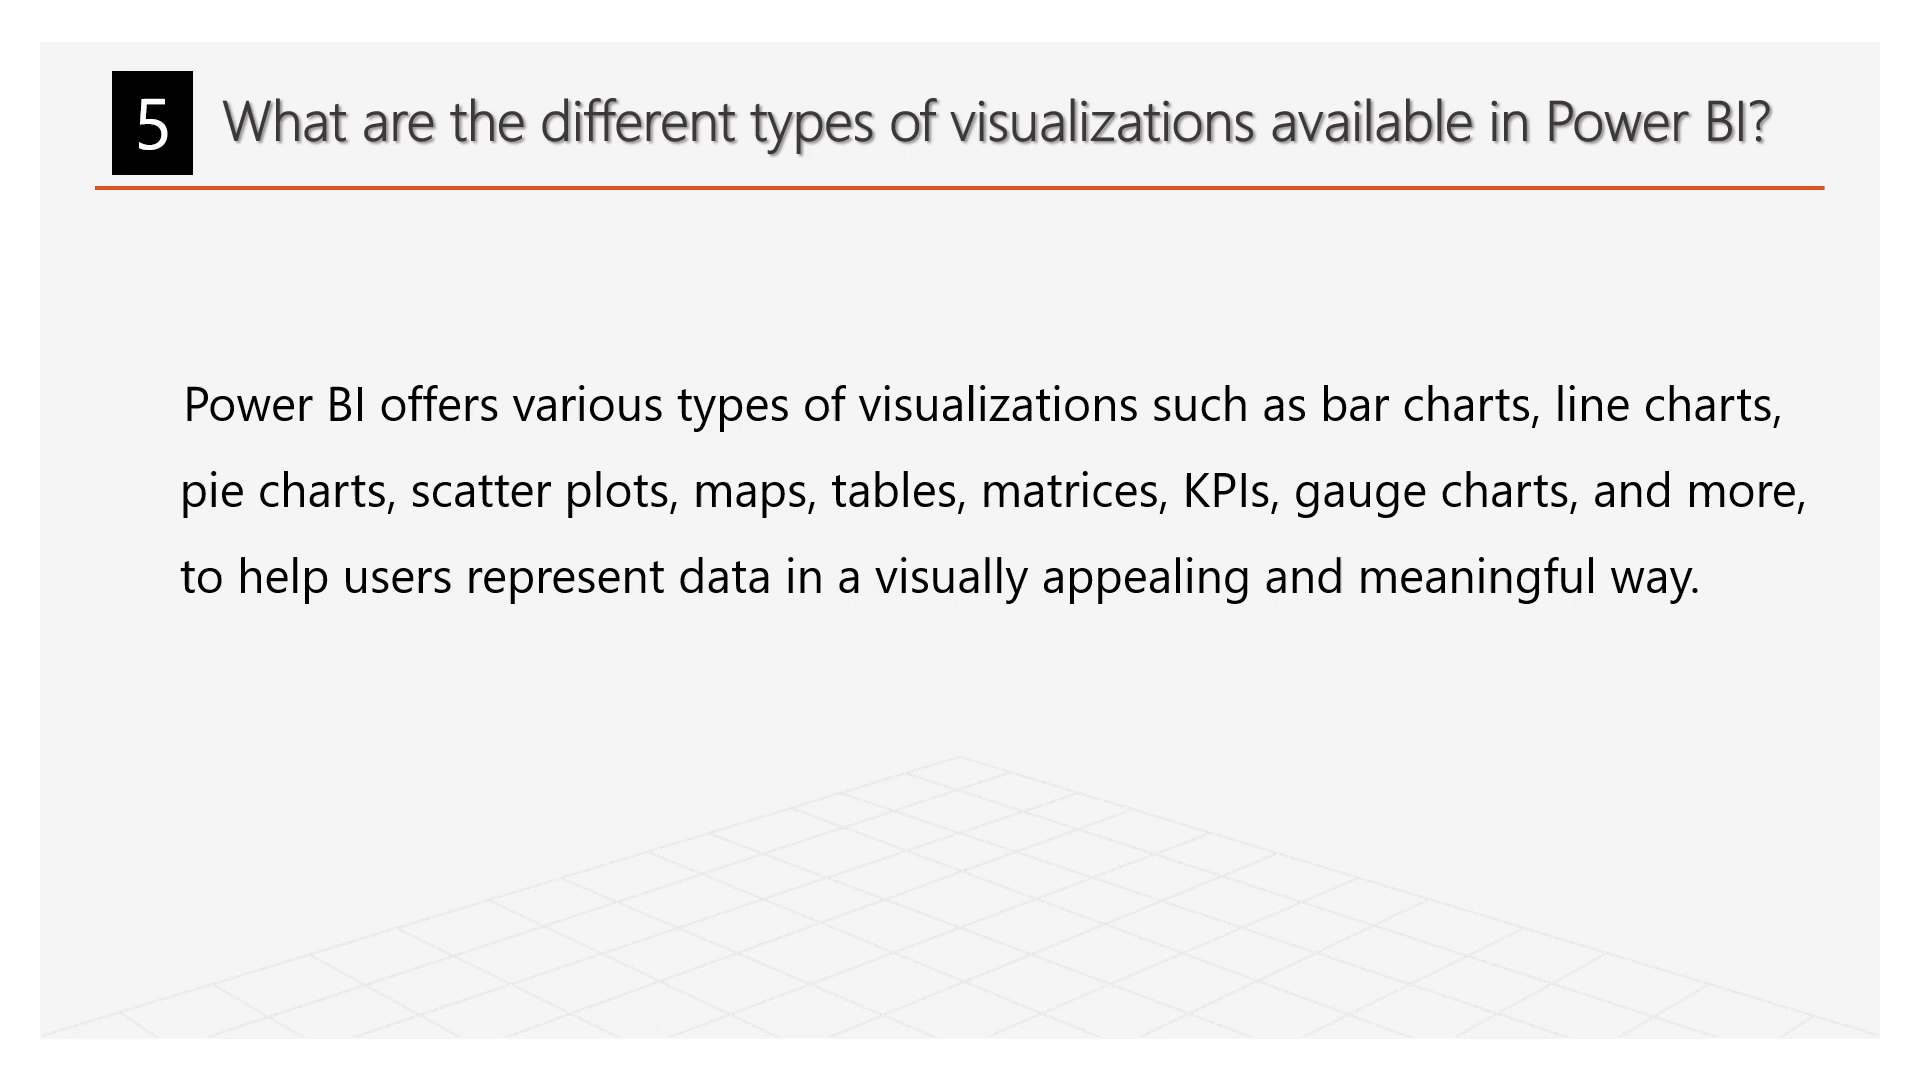 5 What are the different types of visualizations available in Power BI?
Power BI offers various types of visualizations such as bar charts, line charts,
pie charts, scatter plots, maps, tables, matrices, KPIs, gauge charts, and more,
to help users represent data in a visually appealing and meaningful way.